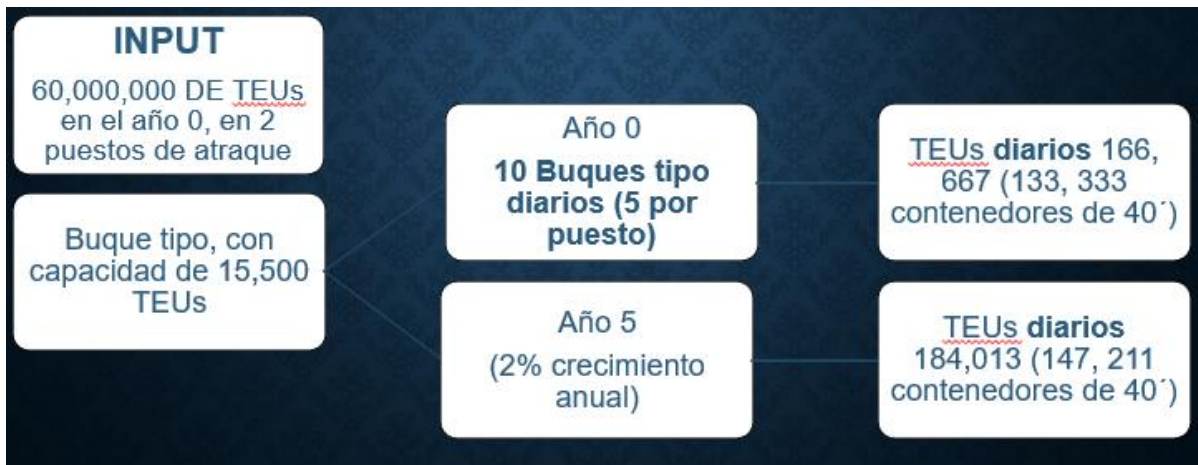 INPUT
60,000,000 DE TEUs
en el año 0, en 2
puestos de atraque
Buque tipo, con
capacidad de 15,500
TEUs
Año 0
10 Buques tipo
diarios (5 por
puesto)
Año 5
(2% crecimiento
anual)
TEUs diarios 166,
667 (133, 333
contenedores de 40´)
TEUs diarios
184,013 (147, 211
contenedores de 40´)